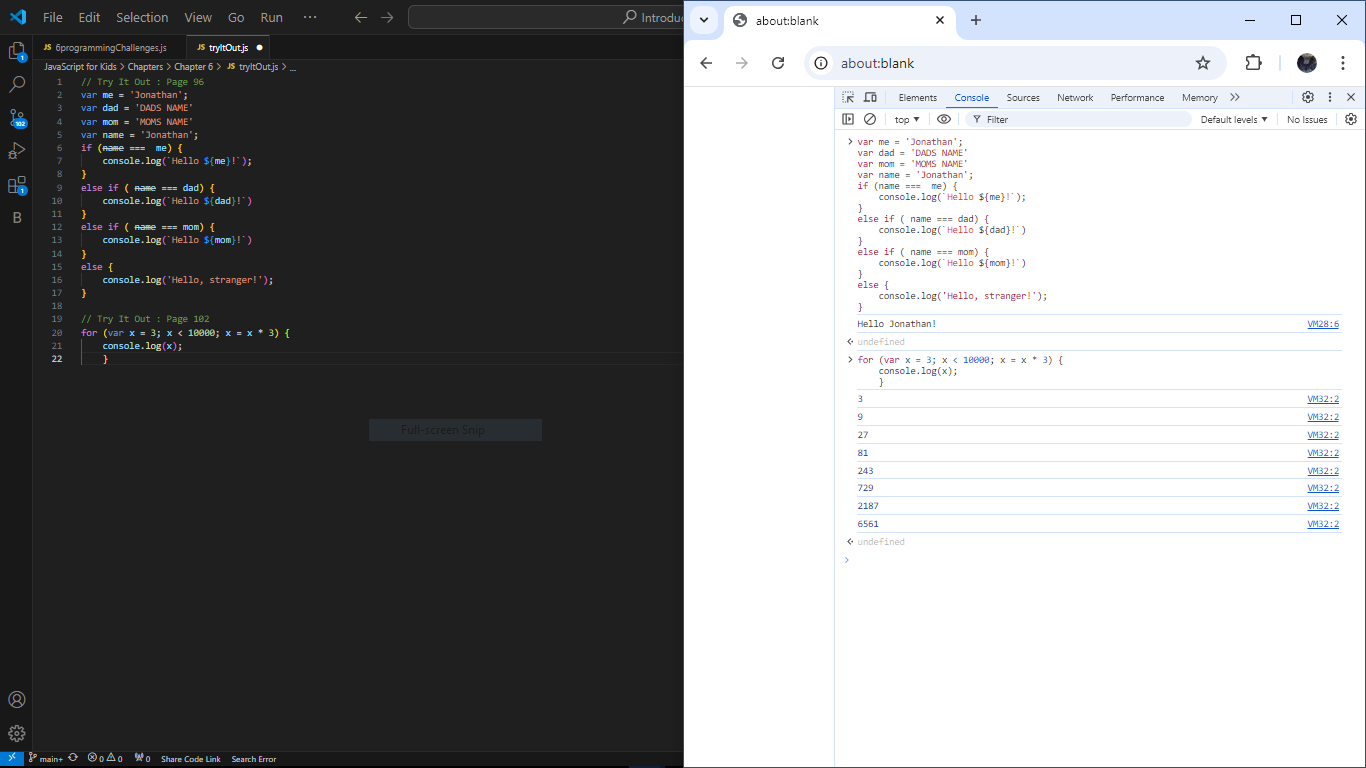 File Edit Selection View Go Run ··· Introduc
6programmingChallenges.js
tryItOut.js
JavaScript for Kids > Chapters > Chapter 6 > JS tryItOut.js > ...
1 // Try It Out : Page 96
2 var me = 'Jonathan';
3 var dad = 'DADS NAME'
4 var mom = 'MOMS NAME'
5 var name = 'Jonathan';
6 if (name ===  me) {
7     console.log(`Hello ${me}!`);
8 }
9 else if ( name === dad) {
10     console.log(`Hello ${dad}!`)
11 }
12 else if ( name === mom) {
13     console.log(`Hello ${mom}!`)
14 }
15 else {
16     console.log('Hello, stranger!');
17 }
18
19 // Try It Out : Page 102
20 for (var x = 3; x < 10000; x = x * 3) {
21     console.log(x);
22     }
Full-screen Snip
1
102
1
B
main+ 0 0 0 Share Code Link Search Error
about:blank
about:blank
Elements Console Sources Network Performance Memory
top Filter Default levels No Issues
var me = 'Jonathan';
var dad = 'DADS NAME'
var mom = 'MOMS NAME'
var name = 'Jonathan';
if (name ===  me) {
    console.log(`Hello ${me}!`);
}
else if ( name === dad) {
    console.log(`Hello ${dad}!`)
}
else if ( name === mom) {
    console.log(`Hello ${mom}!`)
}
else {
    console.log('Hello, stranger!');
}
Hello Jonathan! VM28:6
undefined
for (var x = 3; x < 10000; x = x * 3) {
    console.log(x);
    }
3 VM32:2
9 VM32:2
27 VM32:2
81 VM32:2
243 VM32:2
729 VM32:2
2187 VM32:2
6561 VM32:2
undefined